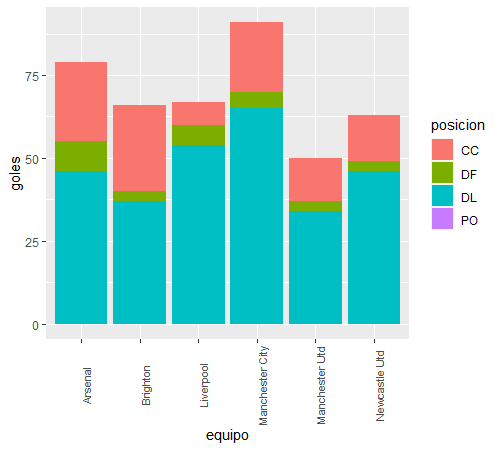 goles
75
50
25
0
Arsenal
Brighton
Liverpool
Manchester City
Manchester Utd
Newcastle Utd
equipo
posicion
CC
DF
DL
PO